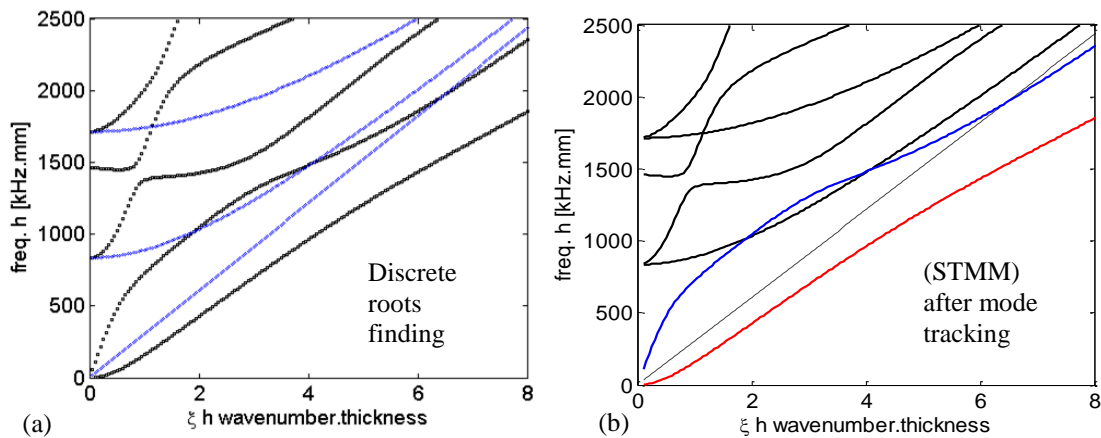 2500
2000
1500
1000
500
0
freq. h [kHz.mm]
0 2 4 6 8
ξ h wavenumber.thickness
Discrete
roots
finding
(a)
2500
2000
1500
1000
500
0
freq. h [kHz.mm]
0 2 4 6 8
ξ h wavenumber.thickness
(STMM)
after mode
tracking
(b)